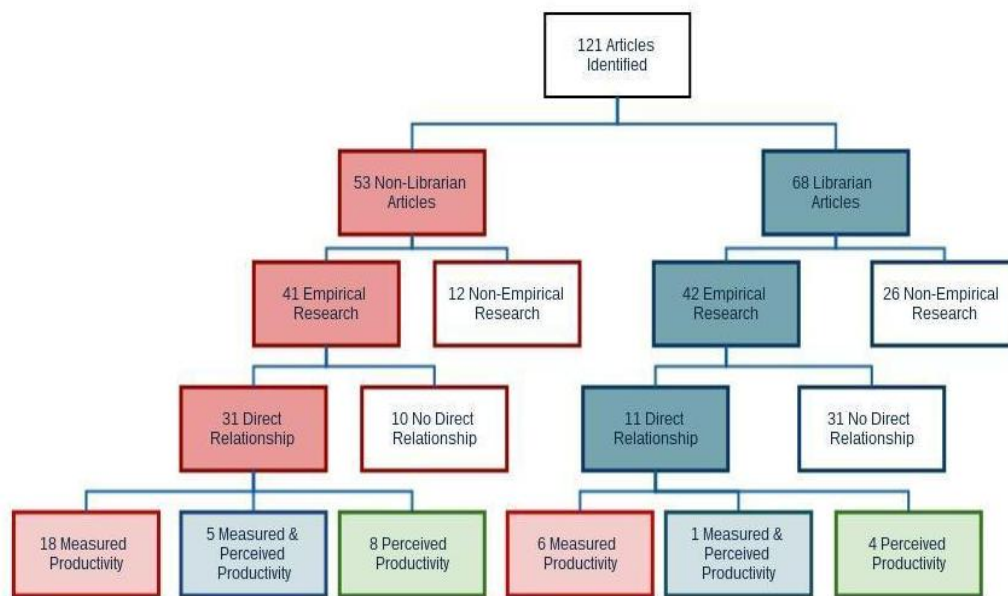 121 Articles
Identified
53 Non-Librarian
Articles
68 Librarian
Articles
41 Empirical
Research
12 Non-Empirical
Research
42 Empirical
Research
26 Non-Empirical
Research
31 Direct
Relationship
10 No Direct
Relationship
11 Direct
Relationship
31 No Direct
Relationship
18 Measured
Productivity
5 Measured &
Perceived
Productivity
8 Perceived
Productivity
6 Measured
Productivity
1 Measured &
Perceived
Productivity
4 Perceived
Productivity